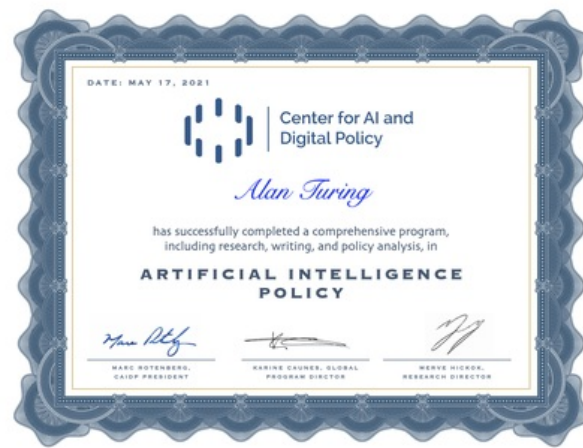 DATE: MAY 17, 2021
Center for AI and
Digital Policy
Alan Turing
has successfully completed a comprehensive program,
including research, writing, and policy analysis, in
ARTIFICIAL INTELLIGENCE
POLICY
MARC ROTENBERG,
CAIDP PRESIDENT
KARINE CAUNES, GLOBAL
PROGRAM DIRCTOR
MERVE HICKOK,
RESEARCH DIRECTOR